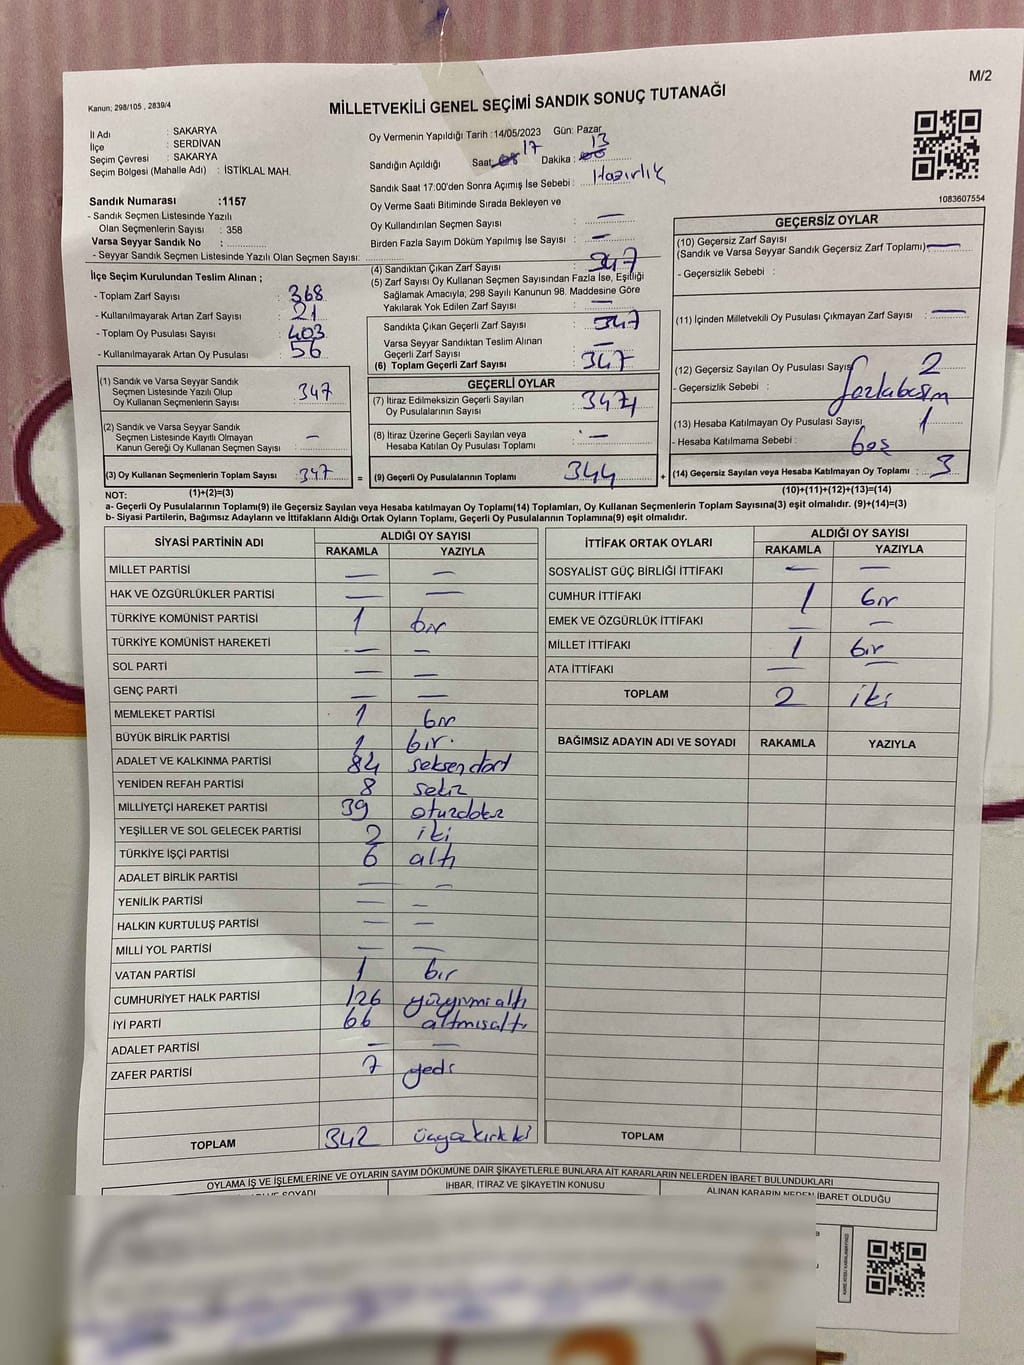 M/2
Kanun; 298/105 , 2839/4
MİLLETVEKİLİ GENEL SEÇİMİ SANDIK SONUÇ TUTANAĞI
İl Adı : SAKARYA
İlçe : SERDİVAN
Seçim Çevresi : SAKARYA
Seçim Bölgesi (Mahalle Adı) : İSTİKLAL MAH.
Sandık Numarası :1157
- Sandık Seçmen Listesinde Yazılı
Olan Seçmenlerin Sayısı : 358
Varsa Seyyar Sandık No :
- Seyyar Sandık Seçmen Listesinde Yazılı Olan Seçmen Sayısı:
Oy Vermenin Yapıldığı Tarih :14/05/2023 Gün: Pazar
Sandığın Açıldığı Saat 17 Dakika : 13
Sandık Saat 17:00'den Sonra Açımış İse Sebebi : Hazırlık
Oy Verme Saati Bitiminde Sırada Bekleyen ve
Oy Kullandırılan Seçmen Sayısı : —
Birden Fazla Sayım Döküm Yapılmış İse Sayısı : —
1083607554
İlçe Seçim Kurulundan Teslim Alınan ;
- Toplam Zarf Sayısı : 368
- Kullanılmayarak Artan Zarf Sayısı : 21
- Toplam Oy Pusulası Sayısı : 403
- Kullanılmayarak Artan Oy Pusulası : 56
(1) Sandık ve Varsa Seyyar Sandık
Seçmen Listesinde Yazılı Olup
Oy Kullanan Seçmenlerin Sayısı 347
(2) Sandık ve Varsa Seyyar Sandık
Seçmen Listesinde Kayıtlı Olmayan
Kanun Gereği Oy Kullanan Seçmen Sayısı —
(3) Oy Kullanan Seçmenlerin Toplam Sayısı : 347 =
(4) Sandıktan Çıkan Zarf Sayısı : 347
(5) Zarf Sayısı Oy Kullanan Seçmen Sayısından Fazla İse, Eşitliği
Sağlamak Amacıyla; 298 Sayılı Kanunun 98. Maddesine Göre
Yakılarak Yok Edilen Zarf Sayısı : —
Sandıkta Çıkan Geçerli Zarf Sayısı : 347
Varsa Seyyar Sandıktan Teslim Alınan
Geçerli Zarf Sayısı : —
(6) Toplam Geçerli Zarf Sayısı : 347
GEÇERLİ OYLAR
(7) İtiraz Edilmeksizin Geçerli Sayılan
Oy Pusulalarının Sayısı :
(8) İtiraz Üzerine Geçerli Sayılan veya
Hesaba Katılan Oy Pusulası Toplamı : —
(9) Geçerli Oy Pusulalarının Toplamı : 344 +
GEÇERSİZ OYLAR
(10) Geçersiz Zarf Sayısı
(Sandık ve Varsa Seyyar Sandık Geçersiz Zarf Toplamı) —
- Geçersizlik Sebebi :
(11) İçinden Milletvekili Oy Pusulası Çıkmayan Zarf Sayısı : —
(12) Geçersiz Sayılan Oy Pusulası Sayısı 2
- Geçersizlik Sebebi :
(13) Hesaba Katılmayan Oy Pusulası Sayısı : 1
- Hesaba Katılmama Sebebi : boş
(14) Geçersiz Sayılan veya Hesaba Katılmayan Oy Toplamı : 3
NOT: (1)+(2)=(3) (10)+(11)+(12)+(13)=(14)
a- Geçerli Oy Pusulalarının Toplamı(9) ile Geçersiz Sayılan veya Hesaba Katılmayan Oy Toplamı(14) Toplamları, Oy Kullanan Seçmenlerin Toplam Sayısına(3) eşit olmalıdır. (9)+(14)=(3)
b- Siyasi Partilerin, Bağımsız Adayların ve İttifakların Aldığı Ortak Oyların Toplamı, Geçerli Oy Pusulalarının Toplamına(9) eşit olmalıdır.
SİYASİ PARTİNİN ADI ALDIĞI OY SAYISI
RAKAMLA YAZIYLA
MİLLET PARTİSİ — —
HAK VE ÖZGÜRLÜKLER PARTİSİ — —
TÜRKİYE KOMÜNİST PARTİSİ 1 bir
TÜRKİYE KOMÜNİST HAREKETİ — —
SOL PARTİ — —
GENÇ PARTİ — —
MEMLEKET PARTİSİ 1 bir
BÜYÜK BİRLİK PARTİSİ 1 bir.
ADALET VE KALKINMA PARTİSİ 84 seksendört
YENİDEN REFAH PARTİSİ 8 sekiz
MİLLİYETÇİ HAREKET PARTİSİ 39 otuzdokuz
YEŞİLLER VE SOL GELECEK PARTİSİ 2 iki
TÜRKİYE İŞÇİ PARTİSİ 6 altı
ADALET BİRLİK PARTİSİ — —
YENİLİK PARTİSİ — —
HALKIN KURTULUŞ PARTİSİ — —
MİLLİ YOL PARTİSİ — —
VATAN PARTİSİ 1 bir
CUMHURİYET HALK PARTİSİ 126 yüzyirmialtı
İYİ PARTİ 66 altmışaltı
ADALET PARTİSİ — —
ZAFER PARTİSİ 7 yedi
TOPLAM 342 üçyüzkırkiki
İTTİFAK ORTAK OYLARI ALDIĞI OY SAYISI
RAKAMLA YAZIYLA
SOSYALİST GÜÇ BİRLİĞİ İTTİFAKI — —
CUMHUR İTTİFAKI 1 bir
EMEK VE ÖZGÜRLÜK İTTİFAKI — —
MİLLET İTTİFAKI 1 bir
ATA İTTİFAKI — —
TOPLAM 2 iki
BAĞIMSIZ ADAYIN ADI VE SOYADI RAKAMLA YAZIYLA
TOPLAM
OYLAMA İŞ VE İŞLEMLERİNE VE OYLARIN SAYIM DÖKÜMÜNE DAİR ŞİKAYETLERLE BUNLARA AİT KARARLARIN NELERDEN İBARET BULUNDUKLARI
SOYADI İHBAR, İTİRAZ VE ŞİKAYETİN KONUSU ALINAN KARARIN NEDEN İBARET OLDUĞU